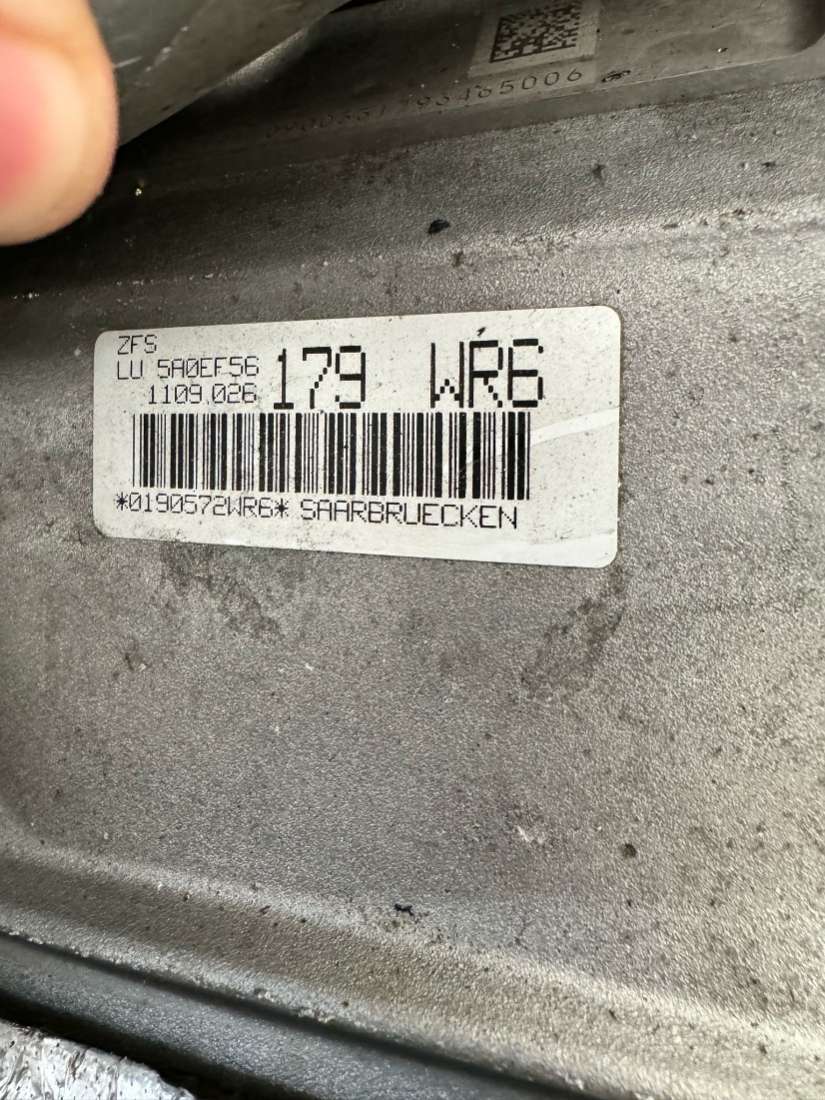 ZFS
LU 5A0EF56
1109.026
179 WR6
*0190572WR6* SAARBRUECKEN